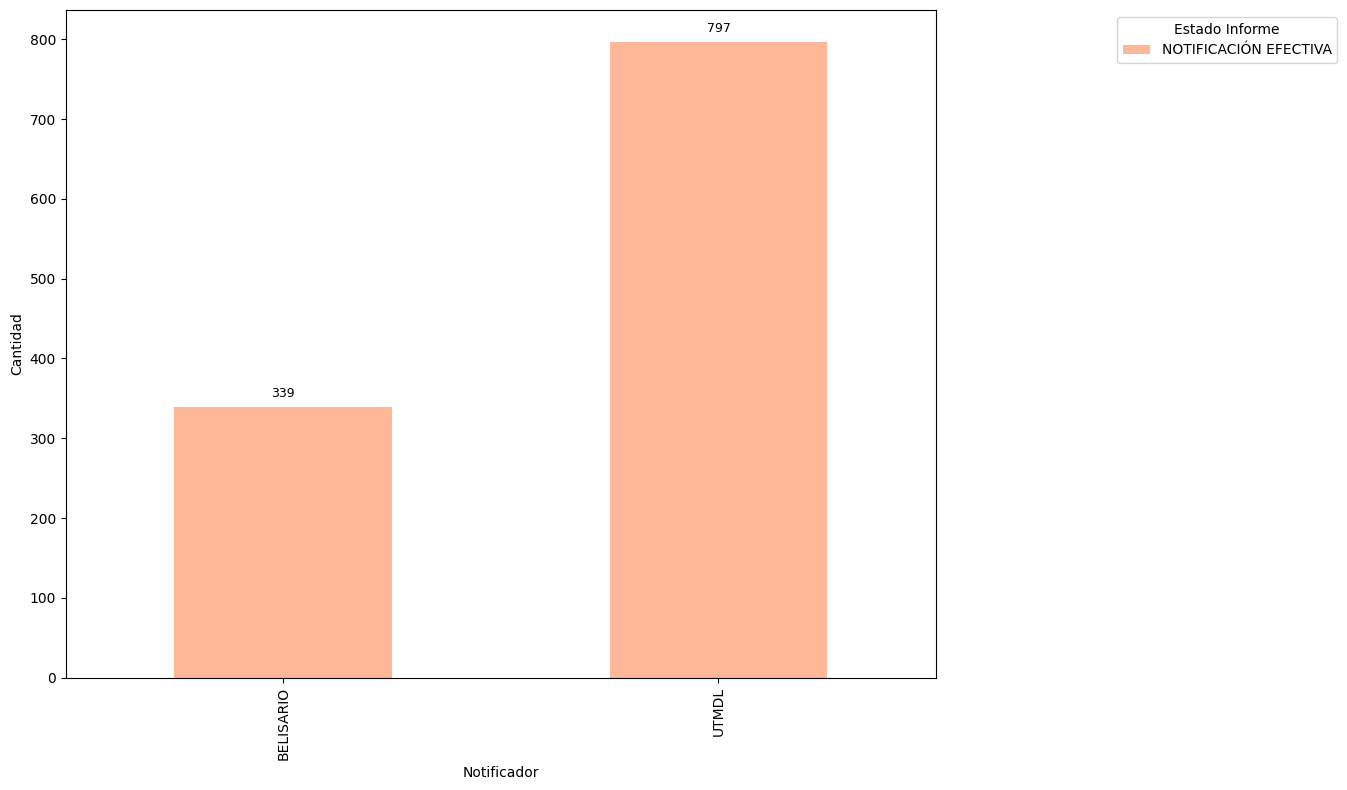 797
339
800
700
600
500
400
300
200
100
0
Cantidad
BELISARIO
UTMDL
Notificador
Estado Informe
NOTIFICACIÓN EFECTIVA